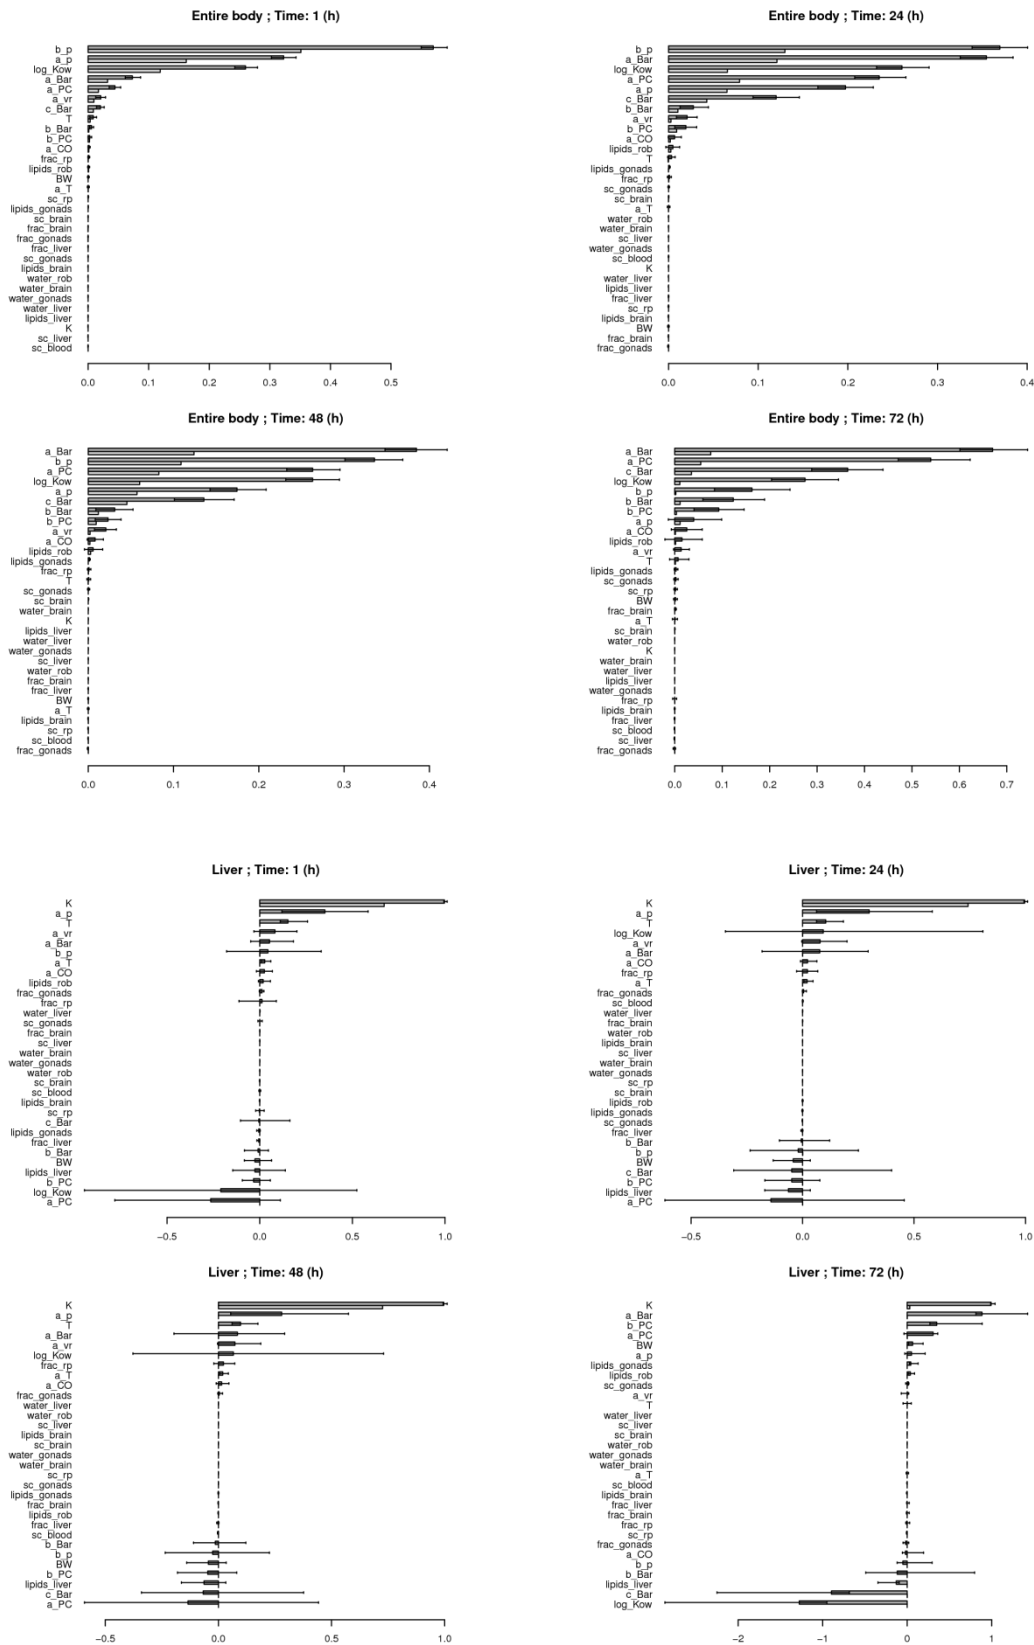 Entire body ; Time: 1 (h)
b_p
a_p
log_Kow
a_Bar
a_PC
a_vr
c_Bar
T
b_Bar
b_PC
a_CO
frac_rp
lipids_rob
BW
a_T
sc_rp
lipids_gonads
sc_brain
frac_brain
frac_gonads
frac_liver
sc_gonads
lipids_brain
water_rob
water_brain
water_gonads
water_liver
lipids_liver
K
sc_liver
sc_blood
0.0 0.1 0.2 0.3 0.4 0.5
Entire body ; Time: 24 (h)
b_p
a_Bar
log_Kow
a_PC
a_p
c_Bar
b_Bar
a_vr
b_PC
a_CO
lipids_rob
T
lipids_gonads
frac_rp
sc_gonads
sc_brain
a_T
water_rob
water_brain
sc_liver
water_gonads
sc_blood
K
water_liver
lipids_liver
frac_liver
sc_rp
lipids_brain
BW
frac_brain
frac_gonads
0.0 0.1 0.2 0.3 0.4
Entire body ; Time: 48 (h)
a_Bar
b_p
a_PC
log_Kow
a_p
c_Bar
b_Bar
b_PC
a_vr
a_CO
lipids_rob
lipids_gonads
frac_rp
T
sc_gonads
sc_brain
water_brain
K
lipids_liver
water_liver
water_gonads
sc_liver
water_rob
frac_brain
frac_liver
BW
a_T
lipids_brain
sc_rp
sc_blood
frac_gonads
0.0 0.1 0.2 0.3 0.4
Entire body ; Time: 72 (h)
a_Bar
a_PC
c_Bar
log_Kow
b_p
b_Bar
b_PC
a_p
a_CO
lipids_rob
a_vr
T
lipids_gonads
sc_gonads
sc_rp
BW
frac_brain
a_T
sc_brain
water_rob
K
water_brain
water_liver
lipids_liver
water_gonads
frac_rp
lipids_brain
frac_liver
sc_blood
sc_liver
frac_gonads
0.0 0.1 0.2 0.3 0.4 0.5 0.6 0.7
Liver ; Time: 1 (h)
K
a_p
T
a_vr
a_Bar
b_p
a_T
a_CO
lipids_rob
frac_gonads
frac_rp
water_liver
sc_gonads
frac_brain
sc_liver
water_brain
water_gonads
water_rob
sc_brain
sc_blood
lipids_brain
sc_rp
c_Bar
lipids_gonads
frac_liver
b_Bar
BW
lipids_liver
b_PC
log_Kow
a_PC
−0.5 0.0 0.5 1.0
Liver ; Time: 24 (h)
K
a_p
T
log_Kow
a_vr
a_Bar
a_CO
frac_rp
a_T
frac_gonads
sc_blood
water_liver
frac_brain
water_rob
lipids_brain
sc_liver
water_brain
water_gonads
sc_rp
sc_brain
lipids_rob
lipids_gonads
sc_gonads
frac_liver
b_Bar
b_p
BW
c_Bar
b_PC
lipids_liver
a_PC
−0.5 0.0 0.5 1.0
Liver ; Time: 48 (h)
K
a_p
T
a_Bar
a_vr
log_Kow
frac_rp
a_T
a_CO
frac_gonads
water_liver
water_rob
sc_liver
lipids_brain
sc_brain
water_gonads
water_brain
sc_rp
sc_gonads
lipids_gonads
frac_brain
lipids_rob
frac_liver
sc_blood
b_Bar
b_p
BW
b_PC
lipids_liver
c_Bar
a_PC
−0.5 0.0 0.5 1.0
Liver ; Time: 72 (h)
K
a_Bar
b_PC
a_PC
BW
a_p
lipids_gonads
lipids_rob
sc_gonads
a_vr
T
water_liver
sc_liver
sc_brain
water_rob
water_gonads
water_brain
a_T
sc_blood
lipids_brain
frac_liver
frac_brain
frac_rp
sc_rp
frac_gonads
a_CO
b_p
b_Bar
lipids_liver
c_Bar
log_Kow
−2 −1 0 1